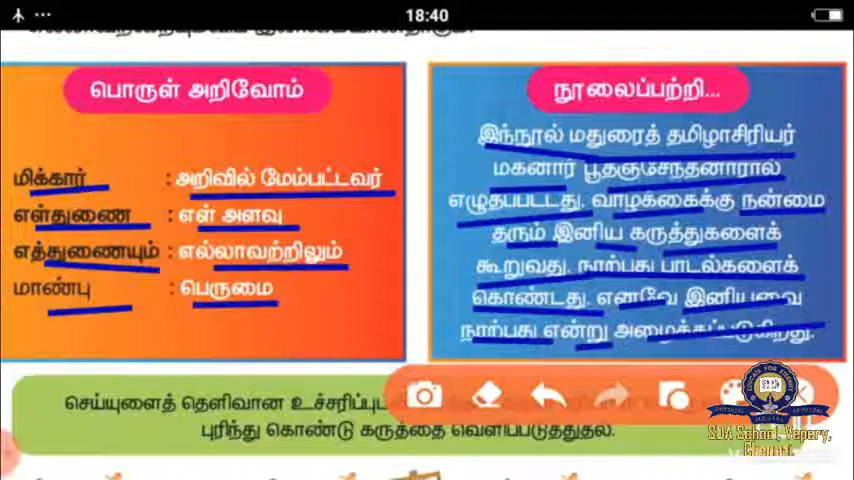 18:40
பொருள் அறிவோம்
மிக்கார் : அறிவில் மேம்பட்டவர்
எள்துணை : எள் அளவு
எத்துணையும் : எல்லாவற்றிலும்
மாண்பு : பெருமை
நூலைப்பற்றி...
இந்நூல் மதுரைத் தமிழாசிரியர்
மகனார் பூதஞ்சேந்தனாரால்
எழுதப்பட்டது. வாழ்க்கைக்கு நன்மை
தரும் இனிய கருத்துகளைக்
கூறுவது. நாற்பது பாடல்களைக்
கொண்டது. எனவே இனியவை
நாற்பது என்று அழைக்கப்படுகிறது.
செய்யுளைத் தெளிவான உச்சரிப்புட
புரிந்து கொண்டு கருத்தை வெளிப்படுத்துதல்.
SDA School, Vepery,
Chennai